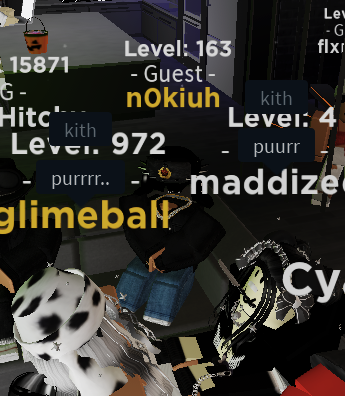 Level: 163
- Guest -
n0kiuh
15871
Level: 972
glimeball
kith
purrrr..
kith
Level: 4
puurr
maddize
Cy